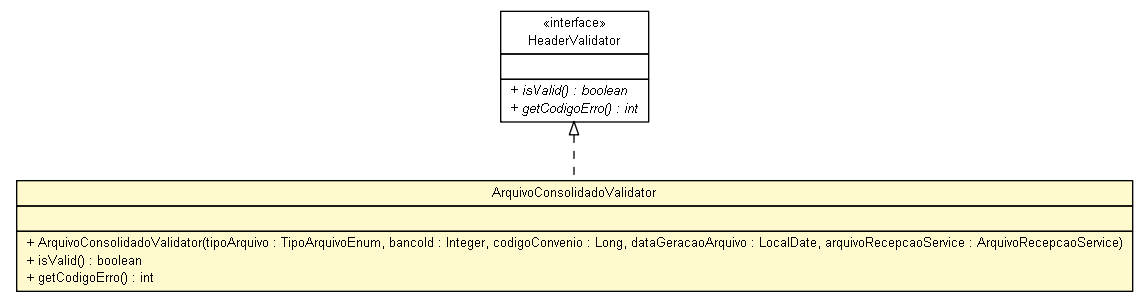 «interface»
HeaderValidator
+ isValid() : boolean
+ getCodigoErro() : int
ArquivoConsolidadoValidator
+ ArquivoConsolidadoValidator(tipoArquivo : TipoArquivoEnum, bancoId : Integer, codigoConvenio : Long, dataGeracaoArquivo : LocalDate, arquivoRecepcaoService : ArquivoRecepcaoService)
+ isValid() : boolean
+ getCodigoErro() : int